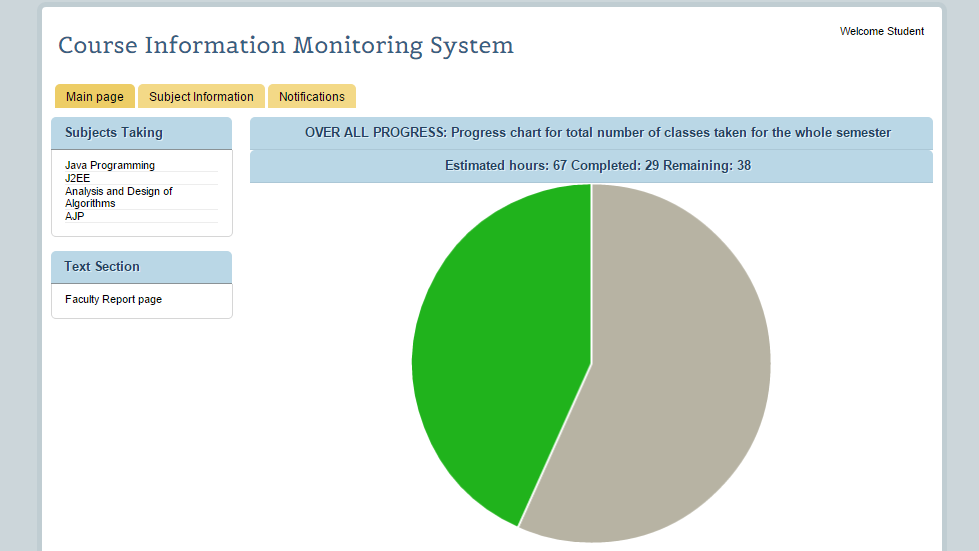 Course Information Monitoring System
Welcome Student
Main page
Subject Information
Notifications
Subjects Taking
Java Programming
J2EE
Analysis and Design of
Algorithms
AJP
Text Section
Faculty Report page
OVER ALL PROGRESS: Progress chart for total number of classes taken for the whole semester
Estimated hours: 67 Completed: 29 Remaining: 38